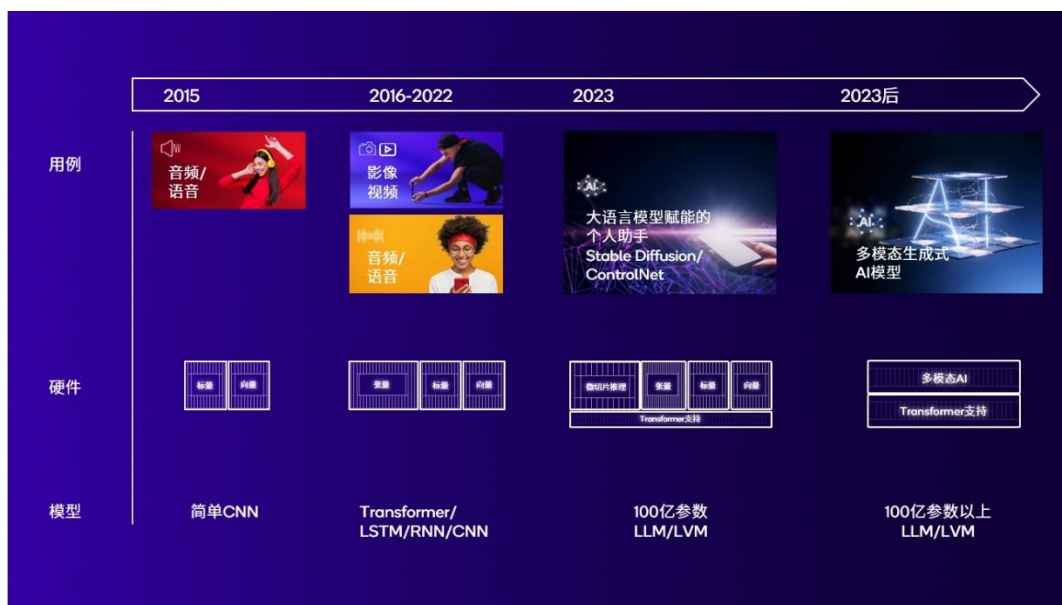 2015
2016-2022
2023
2023后
用例
音频/
语音
影像
视频
音频/
语音
AI
大语言模型赋能的
个人助手
Stable Diffusion/
ControlNet
AI
多模态生成式
AI模型
硬件
标量
向量
张量
标量
向量
微切片推理
张量
标量
向量
Transformer支持
多模态AI
Transformer支持
模型
简单CNN
Transformer/
LSTM/RNN/CNN
100亿参数
LLM/LVM
100亿参数以上
LLM/LVM